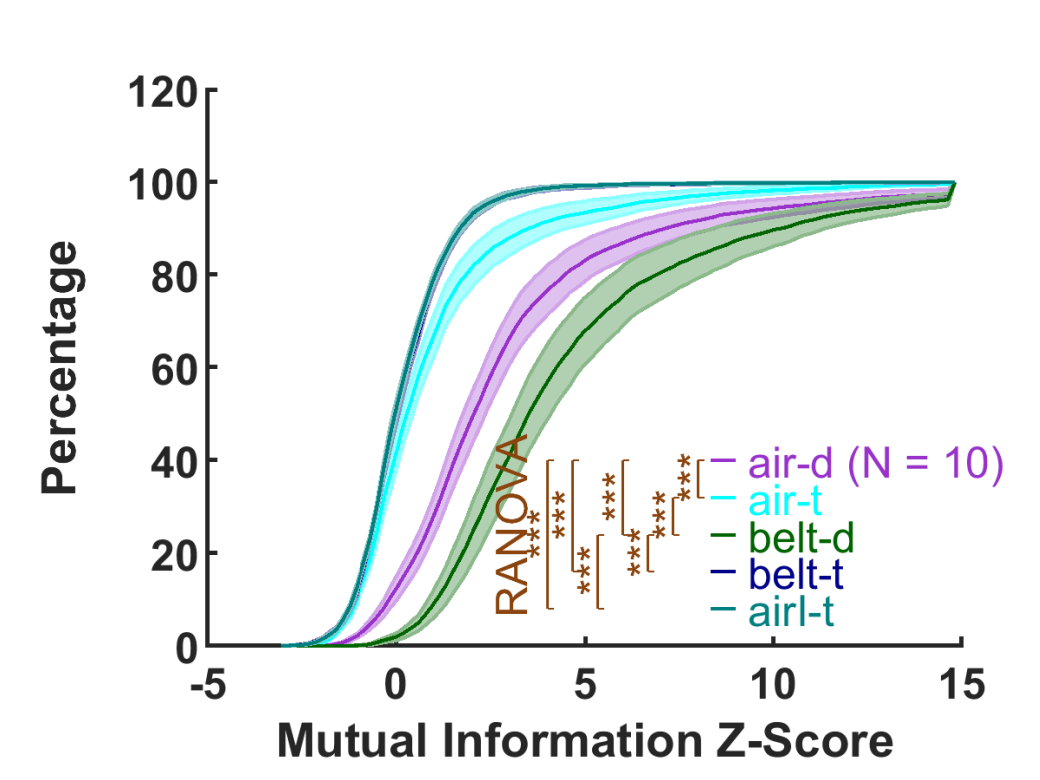 120
100
80
60
40
20
0
-5 0 5 10 15
Percentage
Mutual Information Z-Score
RANOVA
***
***
***
***
***
***
***
air-d (N = 10)
air-t
belt-d
belt-t
airl-t